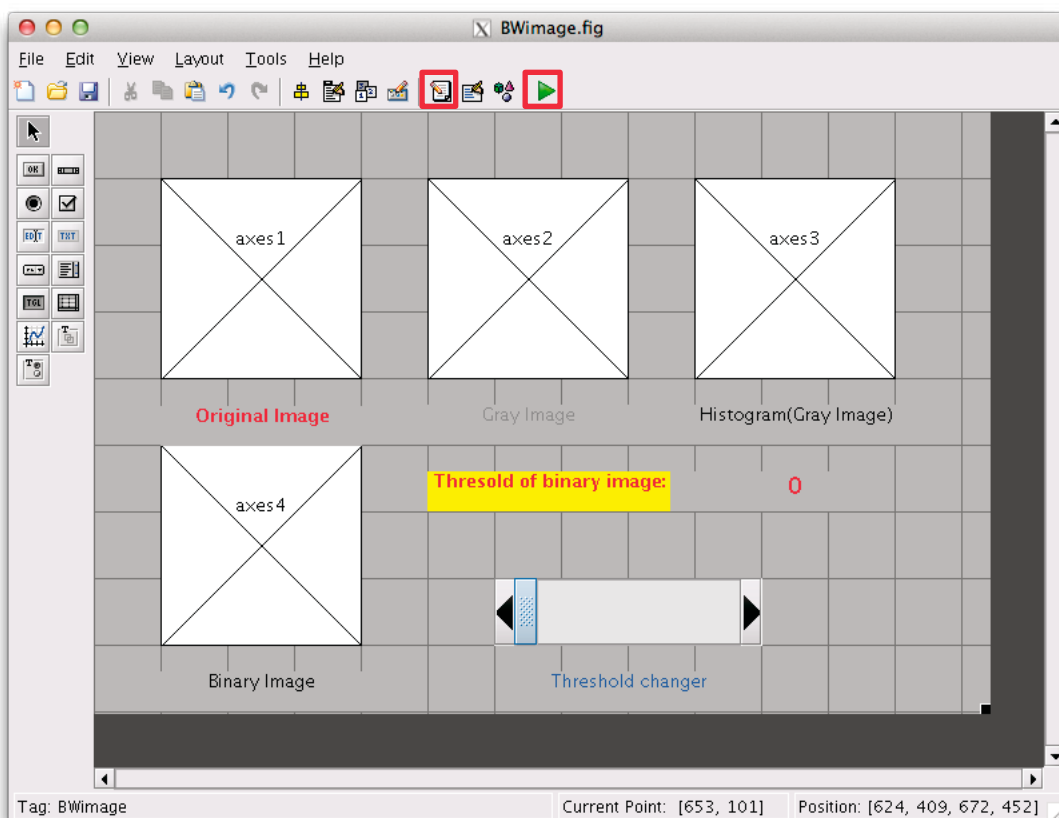 BWimage.fig
File Edit View Layout Tools Help
OK
EDIT TXT
TGL
axes1 axes2 axes3
Original Image Gray Image Histogram(Gray Image)
Thresold of binary image: 0
axes4
Binary Image Threshold changer
Tag: BWimage Current Point: [653, 101] Position: [624, 409, 672, 452]